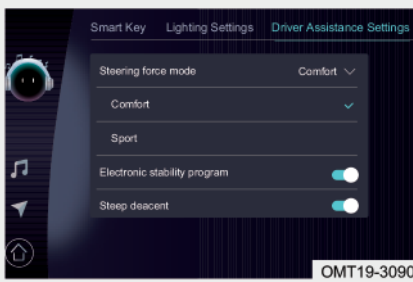 Smart Key Lighting Settings Driver Assistance Settings
Steering force mode Comfort
Comfort
Sport
Electronic stability program
Steep deacent
OMT19-3090